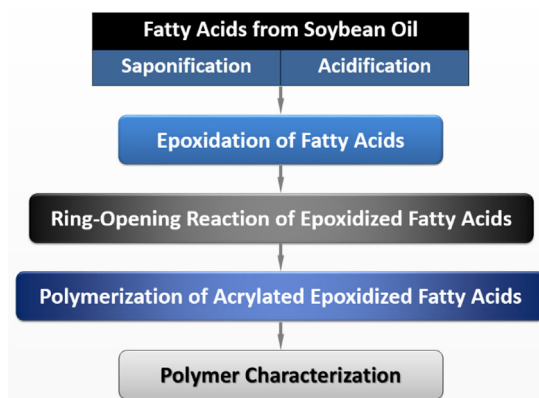 Fatty Acids from Soybean Oil
Saponification Acidification
Epoxidation of Fatty Acids
Ring-Opening Reaction of Epoxidized Fatty Acids
Polymerization of Acrylated Epoxidized Fatty Acids
Polymer Characterization